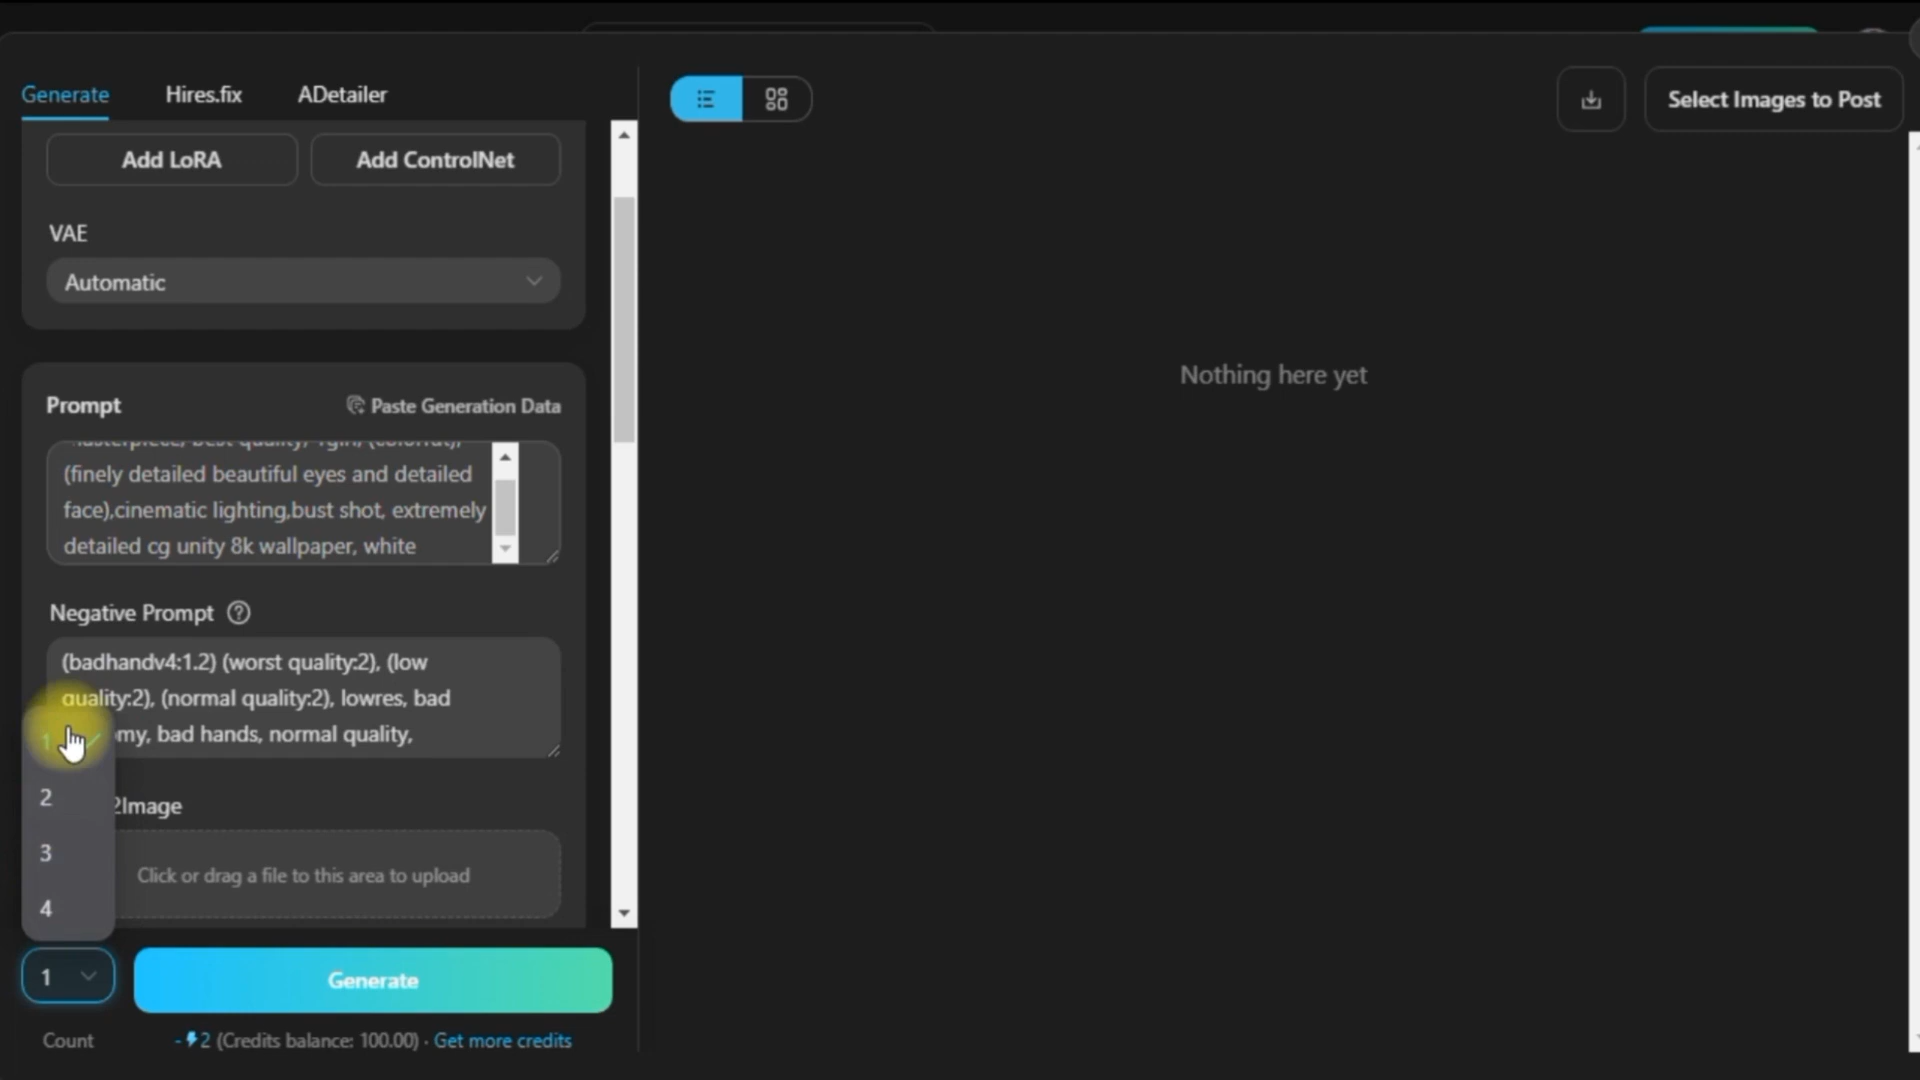 Generate
Hires.fix
ADetailer
Select Images to Post
Add LoRA
Add ControlNet
VAE
Automatic
Nothing here yet
Prompt
Paste Generation Data
(finely detailed beautiful eyes and detailed
face),cinematic lighting,bust shot, extremely
detailed cg unity 8k wallpaper, white
Negative Prompt
(badhandv4:1.2) (worst quality:2), (low
quality:2), (normal quality:2), lowres, bad
omy, bad hands, normal quality,
1
2
2Image
3
Click or drag a file to this area to upload
4
1
Generate
Count
- 2 (Credits balance: 100.00) · Get more credits